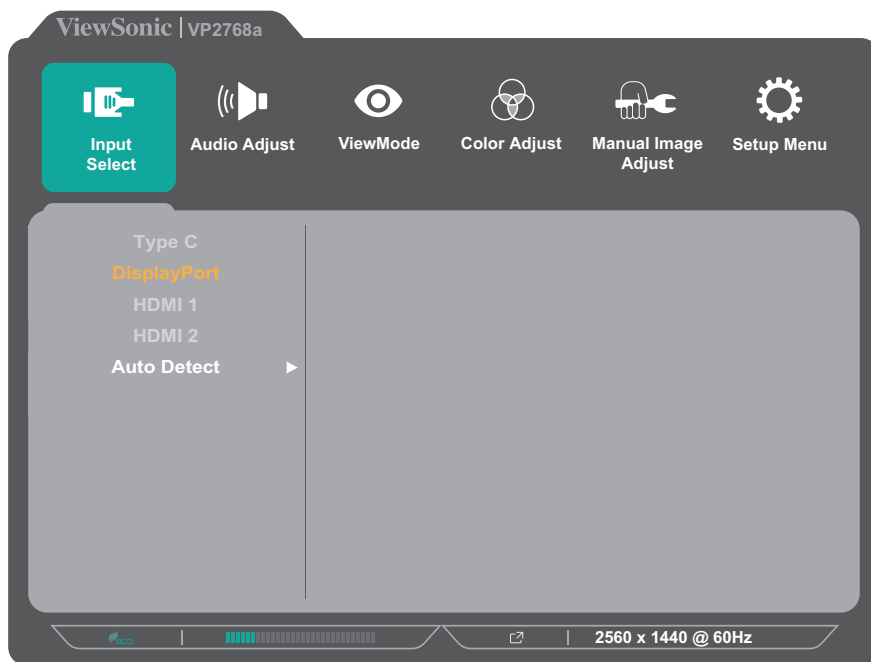 ViewSonic | VP2768a
Input Select
Audio Adjust
ViewMode
Color Adjust
Manual Image Adjust
Setup Menu
Type C
DisplayPort
HDMI 1
HDMI 2
Auto Detect ►
eco
2560 x 1440 @ 60Hz